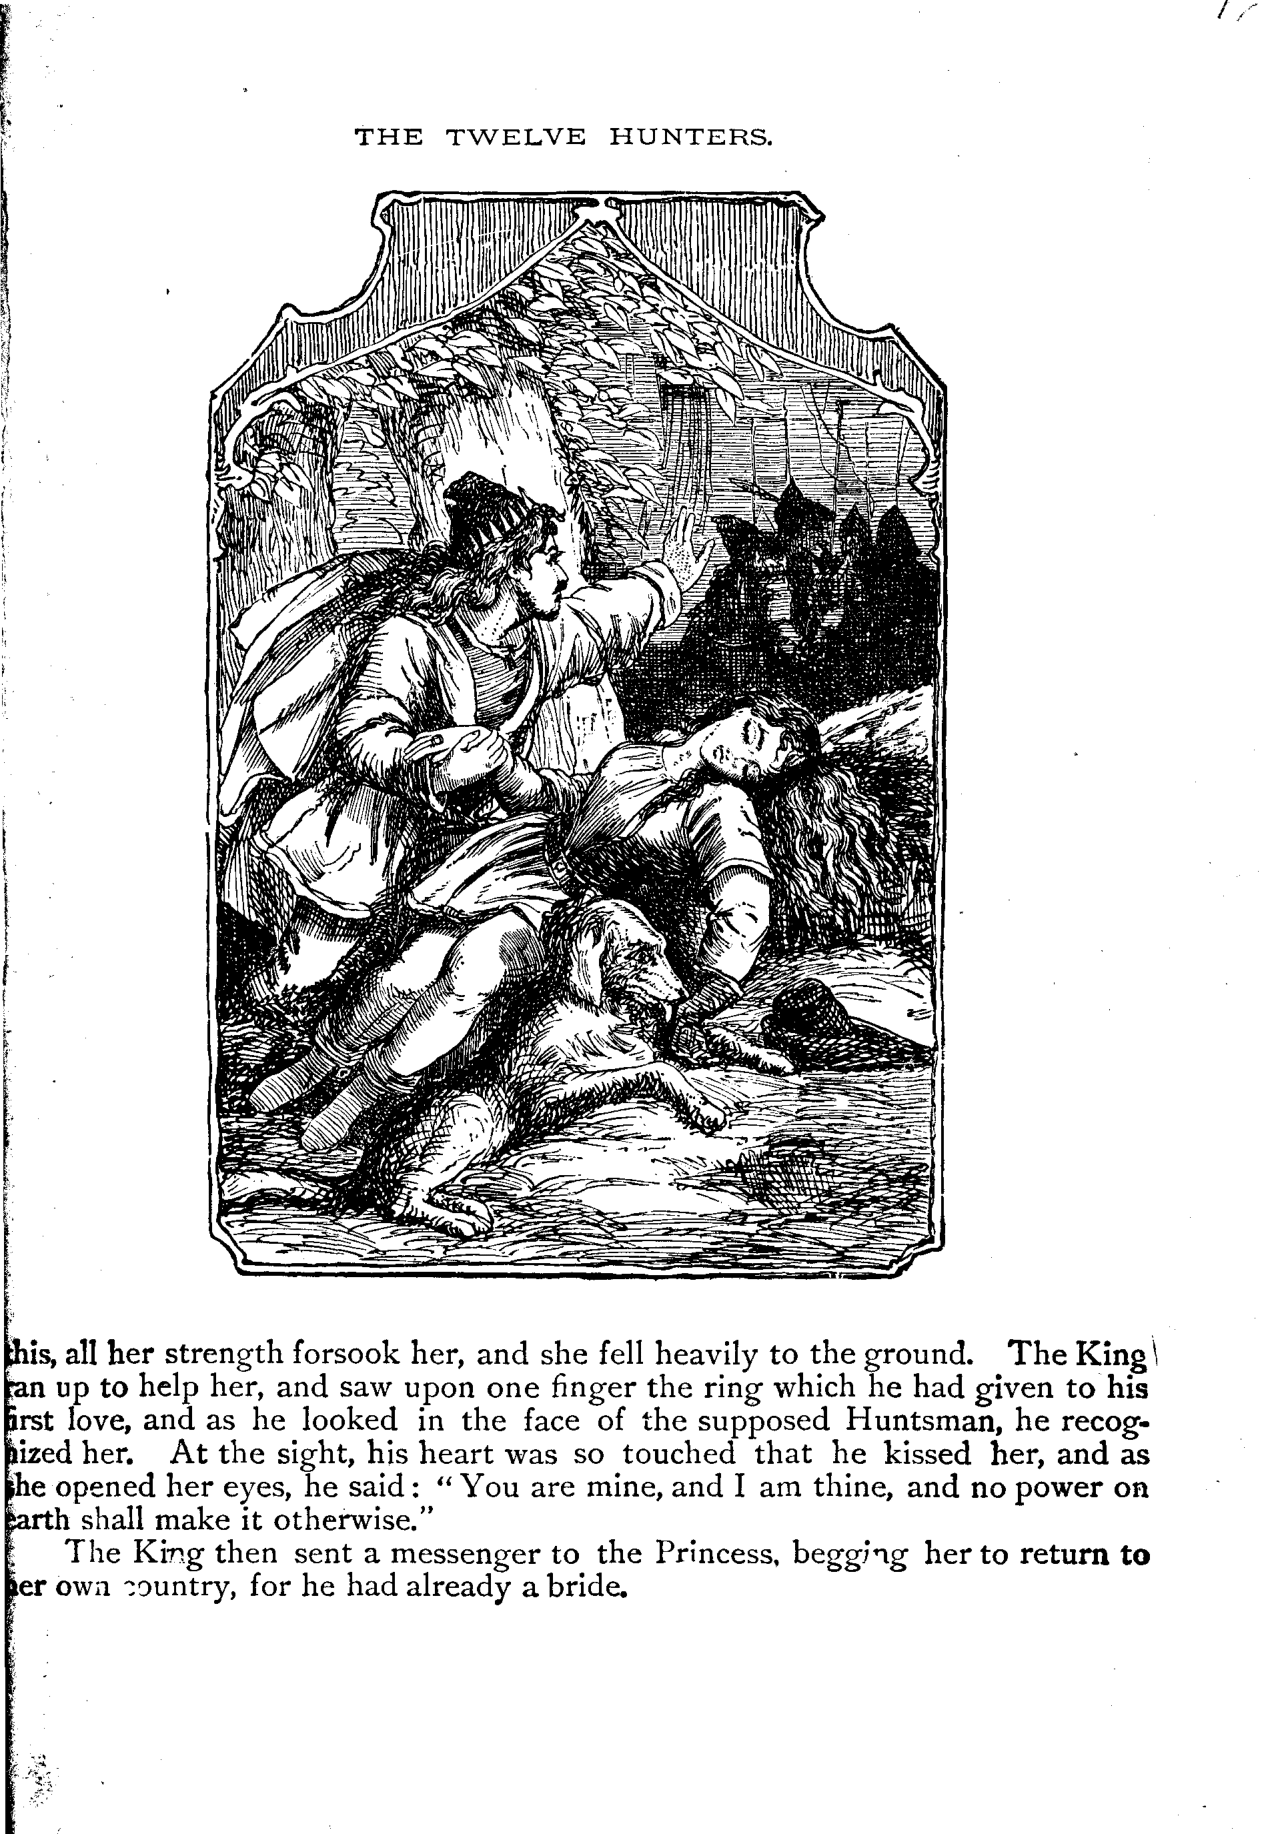 THE TWELVE HUNTERS.
this, all her strength forsook her, and she fell heavily to the ground. The King
ran up to help her, and saw upon one finger the ring which he had given to his
first love, and as he looked in the face of the supposed Huntsman, he recog-
nized her. At the sight, his heart was so touched that he kissed her, and as
she opened her eyes, he said: “You are mine, and I am thine, and no power on
earth shall make it otherwise.”
The King then sent a messenger to the Princess, begging her to return to
her own country, for he had already a bride.